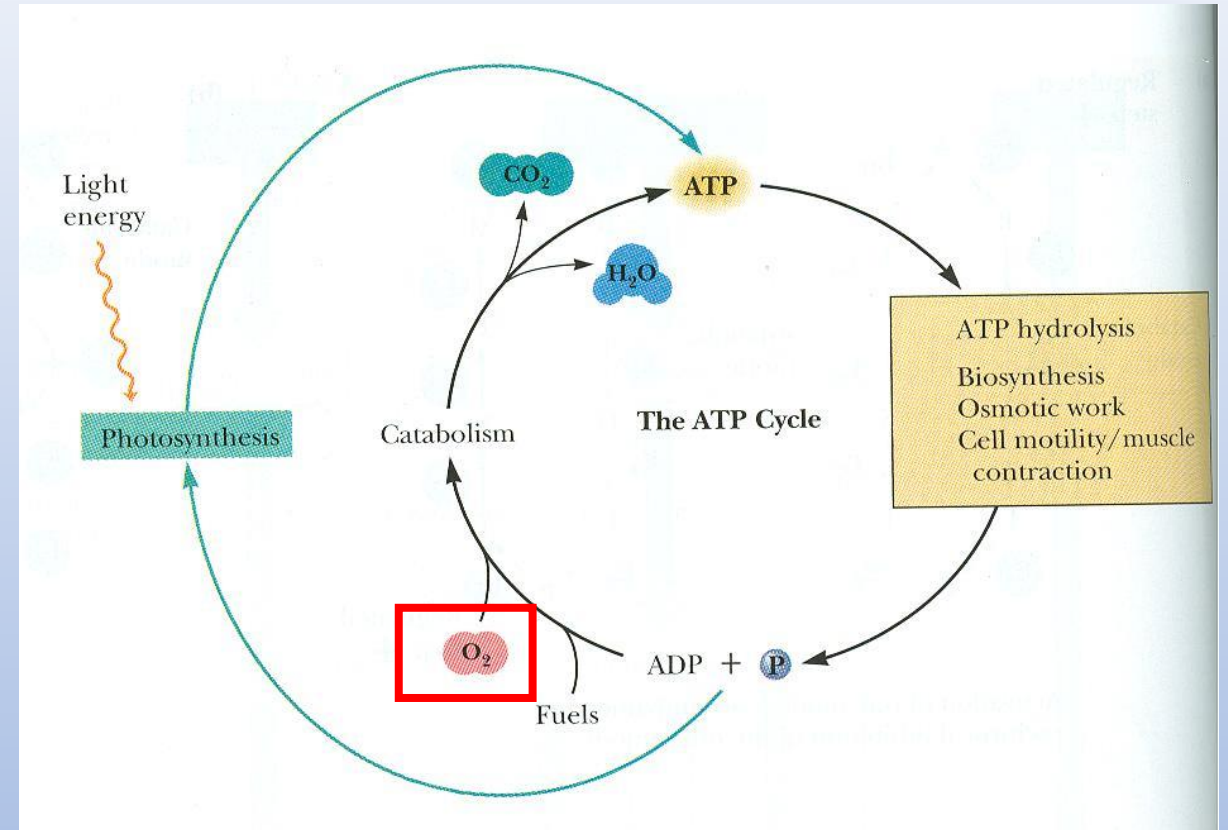 Light
energy
CO₂
ATP
H₂O
ATP hydrolysis
Biosynthesis
Osmotic work
Cell motility/muscle
contraction
Photosynthesis
Catabolism
The ATP Cycle
O₂
ADP + P
Fuels